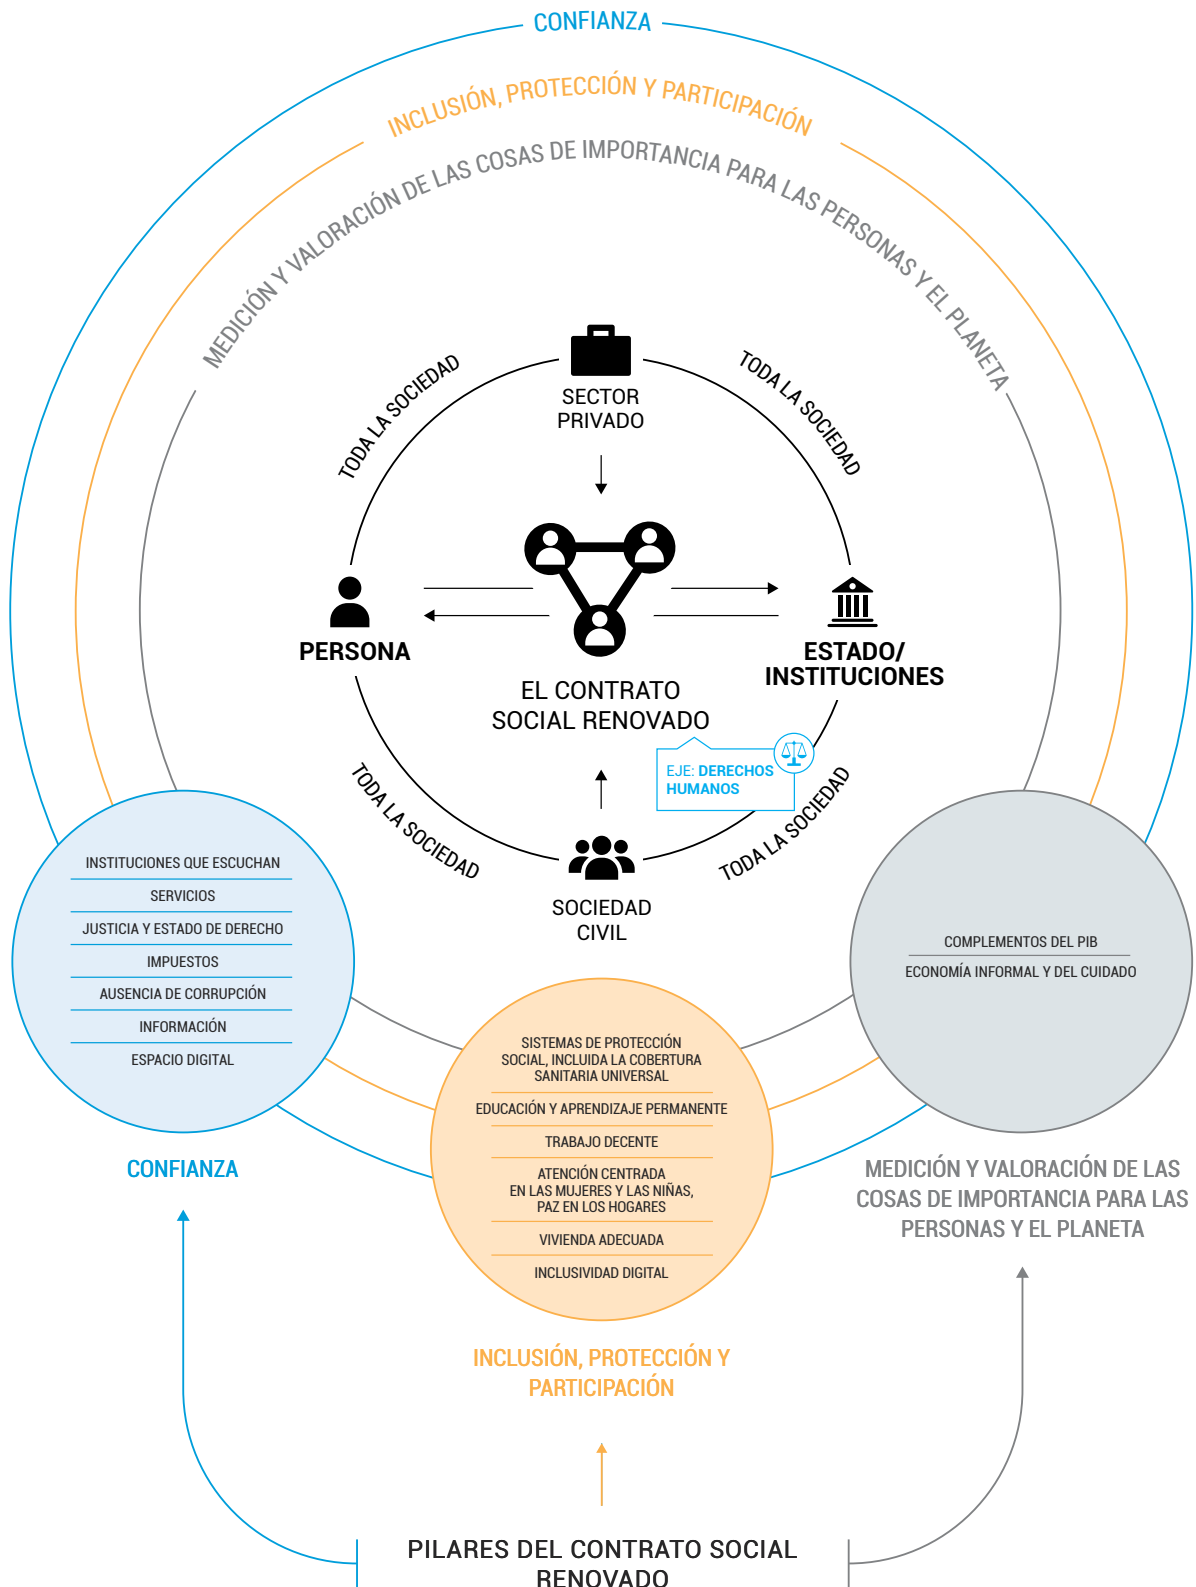 CONFIANZA
INCLUSIÓN, PROTECCIÓN Y PARTICIPACIÓN
MEDICIÓN Y VALORACIÓN DE LAS COSAS DE IMPORTANCIA PARA LAS PERSONAS Y EL PLANETA
TODA LA SOCIEDAD
TODA LA SOCIEDAD
SECTOR
PRIVADO
PERSONA
ESTADO/
INSTITUCIONES
EL CONTRATO
SOCIAL RENOVADO
EJE: DERECHOS
HUMANOS
TODA LA SOCIEDAD
TODA LA SOCIEDAD
SOCIEDAD
CIVIL
INSTITUCIONES QUE ESCUCHAN
SERVICIOS
JUSTICIA Y ESTADO DE DERECHO
IMPUESTOS
AUSENCIA DE CORRUPCIÓN
INFORMACIÓN
ESPACIO DIGITAL
CONFIANZA
SISTEMAS DE PROTECCIÓN
SOCIAL, INCLUIDA LA COBERTURA
SANITARIA UNIVERSAL
EDUCACIÓN Y APRENDIZAJE PERMANENTE
TRABAJO DECENTE
ATENCIÓN CENTRADA
EN LAS MUJERES Y LAS NIÑAS,
PAZ EN LOS HOGARES
VIVIENDA ADECUADA
INCLUSIVIDAD DIGITAL
INCLUSIÓN, PROTECCIÓN Y
PARTICIPACIÓN
COMPLEMENTOS DEL PIB
ECONOMÍA INFORMAL Y DEL CUIDADO
MEDICIÓN Y VALORACIÓN DE LAS
COSAS DE IMPORTANCIA PARA LAS
PERSONAS Y EL PLANETA
PILARES DEL CONTRATO SOCIAL
RENOVADO